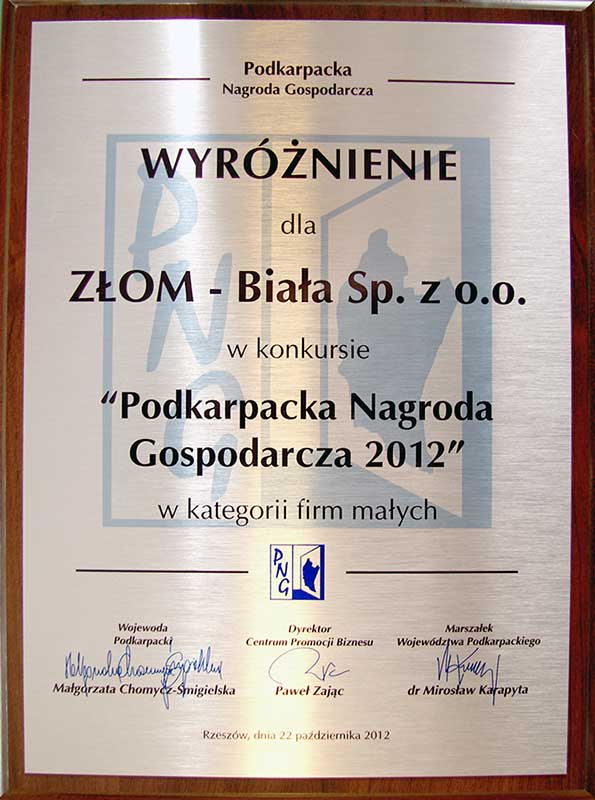 Podkarpacka
Nagroda Gospodarcza
WYRÓŻNIENIE
dla
ZŁOM - Biała Sp. z o.o.
w konkursie
“Podkarpacka Nagroda
Gospodarcza 2012”
w kategorii firm małych
PNG
Wojewoda
Podkarpacki
Małgorzata Chomycz-Śmigielska
Dyrektor
Centrum Promocji Biznesu
Paweł Zając
Marszałek
Województwa Podkarpackiego
dr Mirosław Karapyta
Rzeszów, dnia 22 października 2012